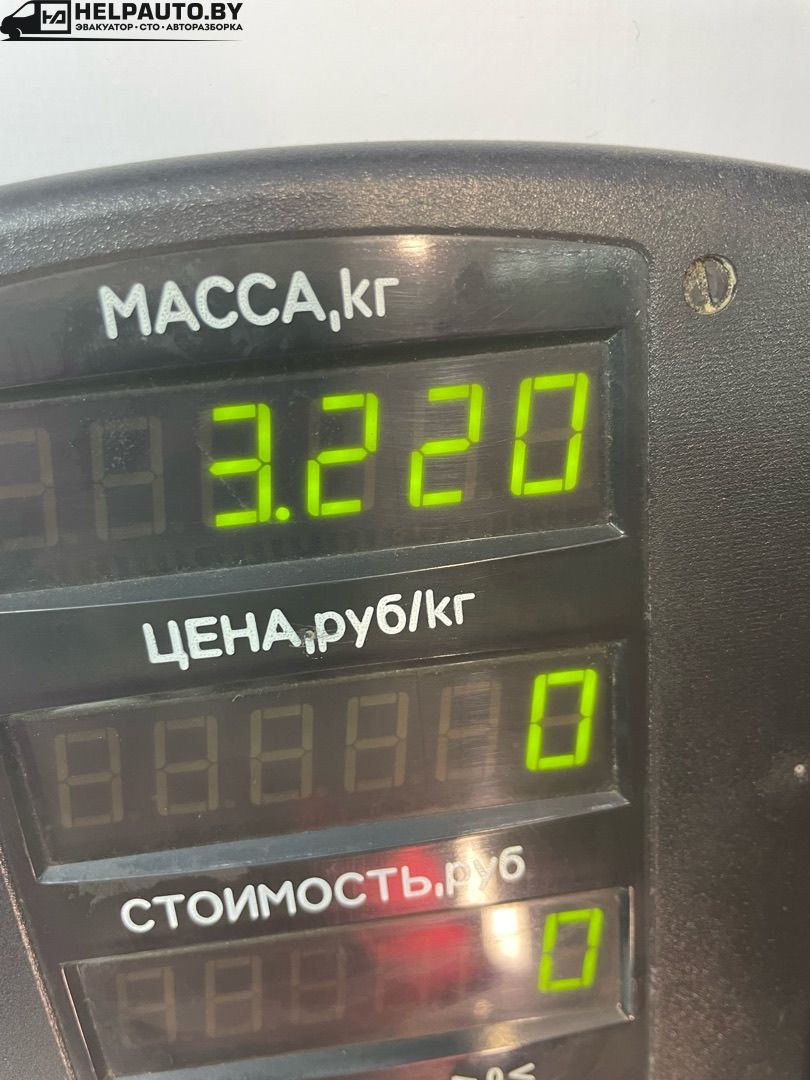 HELPAUTO.BY
ЭВАКУАТОР • СТО • АВТОРАЗБОРКА
МАССА,кг
3.220
ЦЕНА,руб/кг
0
СТОИМОСТЬ,руб
0